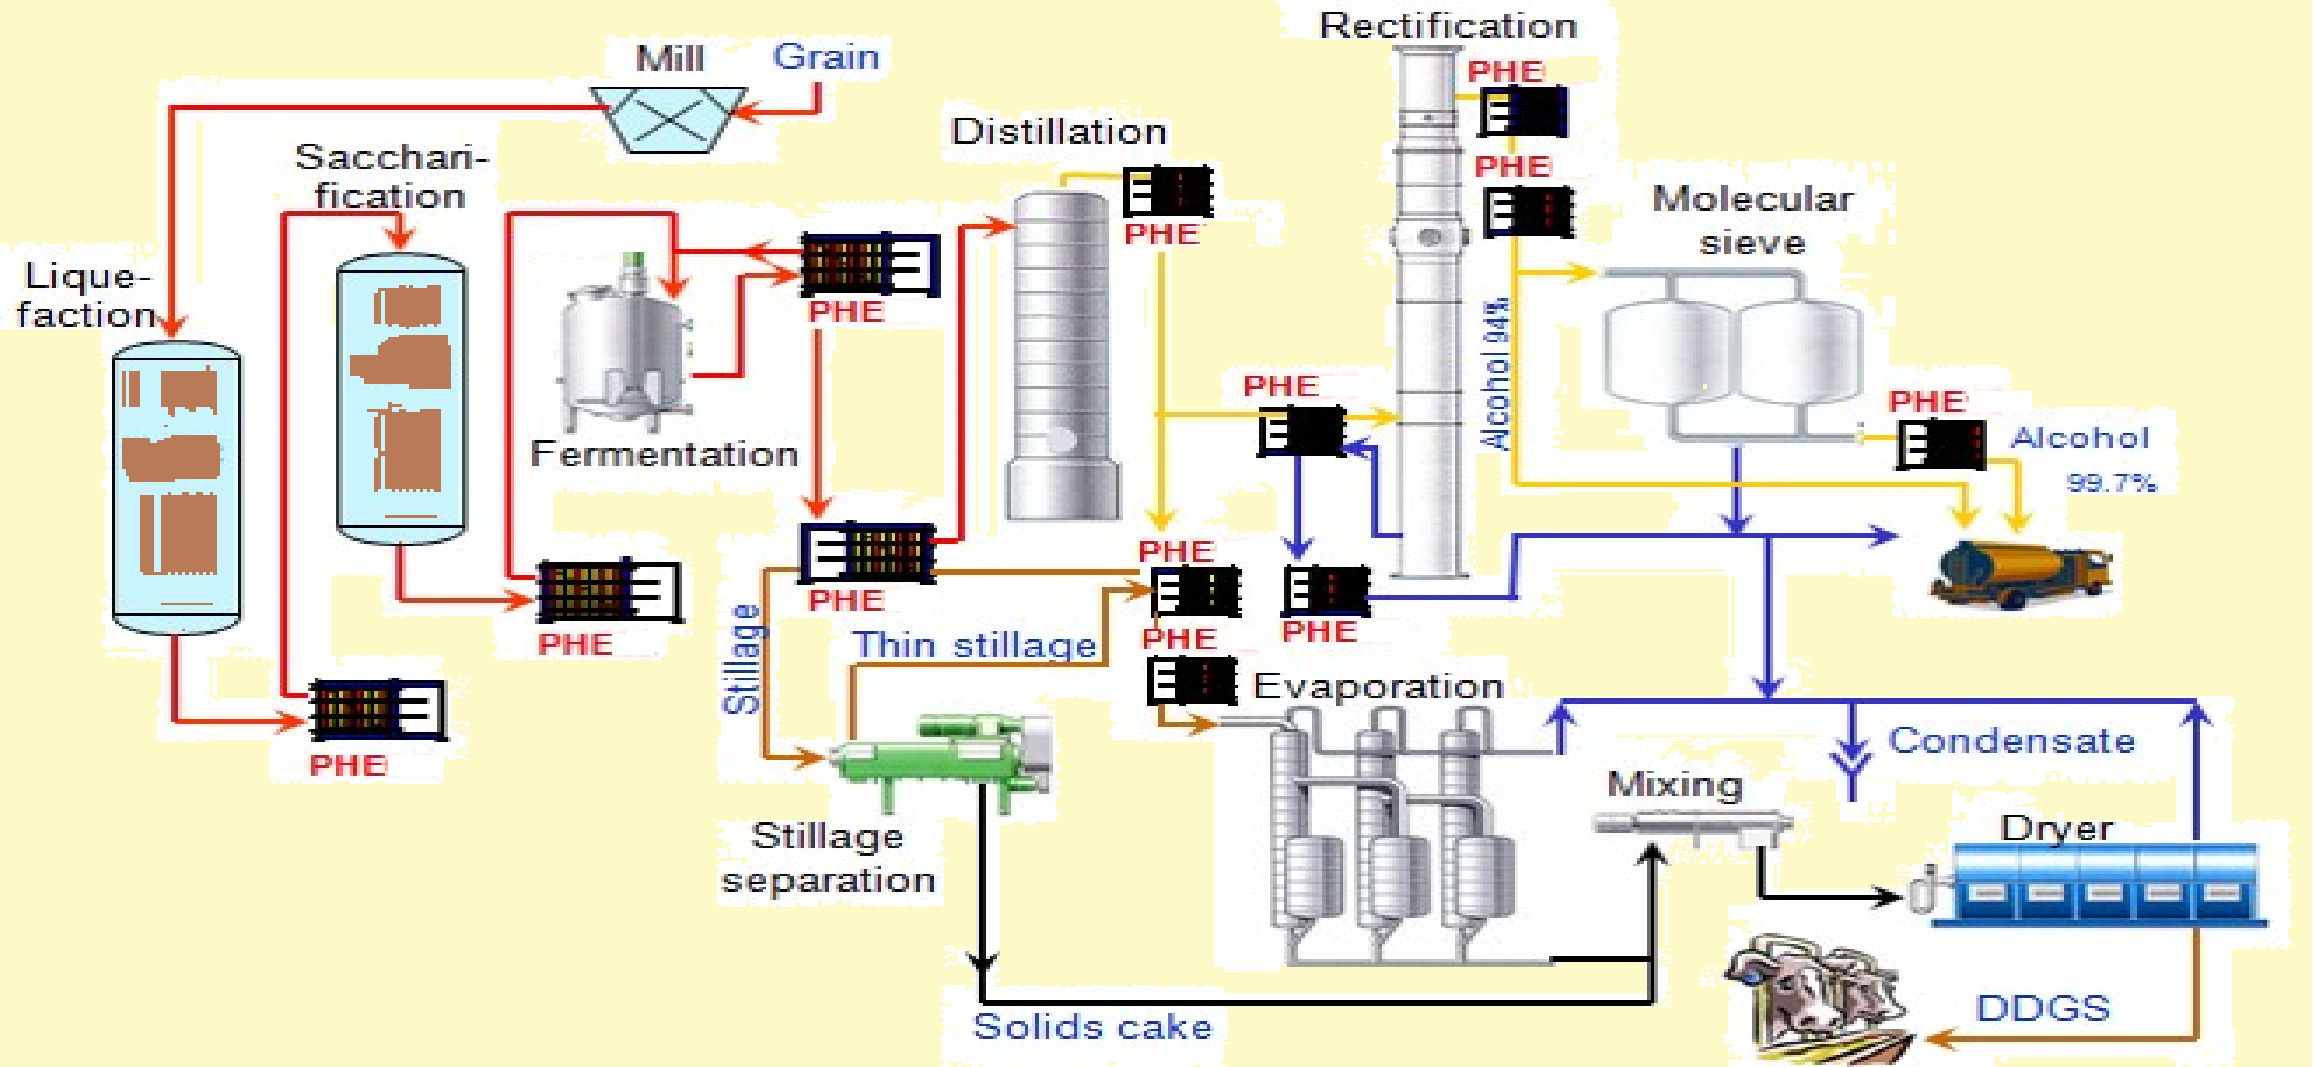 Rectification
Mill
Grain
PHE
Distillation
Sacchari-
fication
PHE
Molecular
sieve
PHE
Lique-
faction
PHE
Alcohol 94%
PHE
PHE
Alcohol
99.7%
Fermentation
PHE
PHE
PHE
PHE
PHE
PHE
Stillage
Thin stillage
Evaporation
PHE
Condensate
Mixing
Stillage
separation
Dryer
Solids cake
DDGS